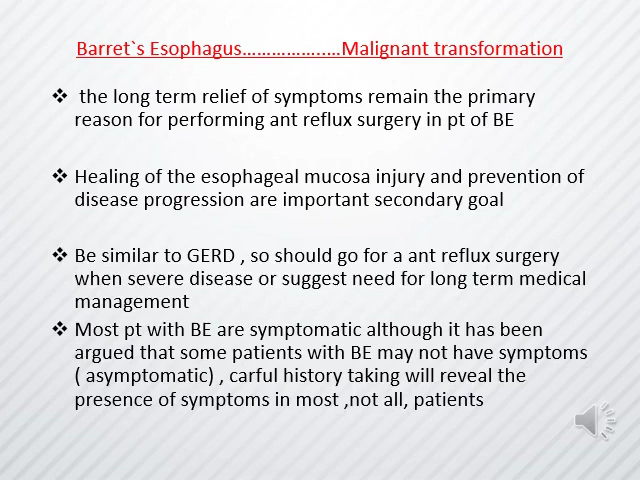 Barret`s Esophagus……………..…Malignant transformation
❖ the long term relief of symptoms remain the primary
reason for performing ant reflux surgery in pt of BE
❖ Healing of the esophageal mucosa injury and prevention of
disease progression are important secondary goal
❖ Be similar to GERD , so should go for a ant reflux surgery
when severe disease or suggest need for long term medical
management
❖ Most pt with BE are symptomatic although it has been
argued that some patients with BE may not have symptoms
( asymptomatic) , carful history taking will reveal the
presence of symptoms in most ,not all, patients